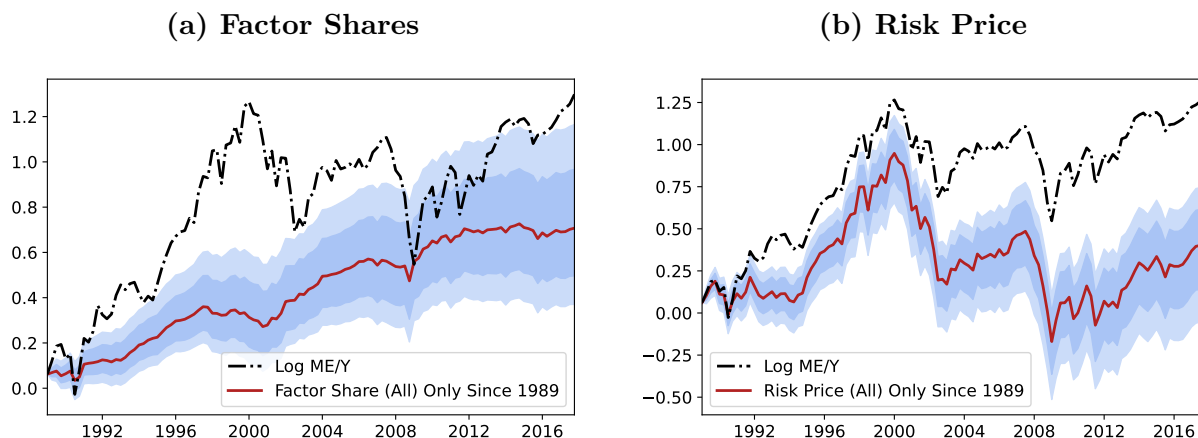 (a) Factor Shares
1.2
1.0
0.8
0.6
0.4
0.2
0.0
Log ME/Y
Factor Share (All) Only Since 1989
1992 1996 2000 2004 2008 2012 2016
(b) Risk Price
1.25
1.00
0.75
0.50
0.25
0.00
−0.25
−0.50
Log ME/Y
Risk Price (All) Only Since 1989
1992 1996 2000 2004 2008 2012 2016